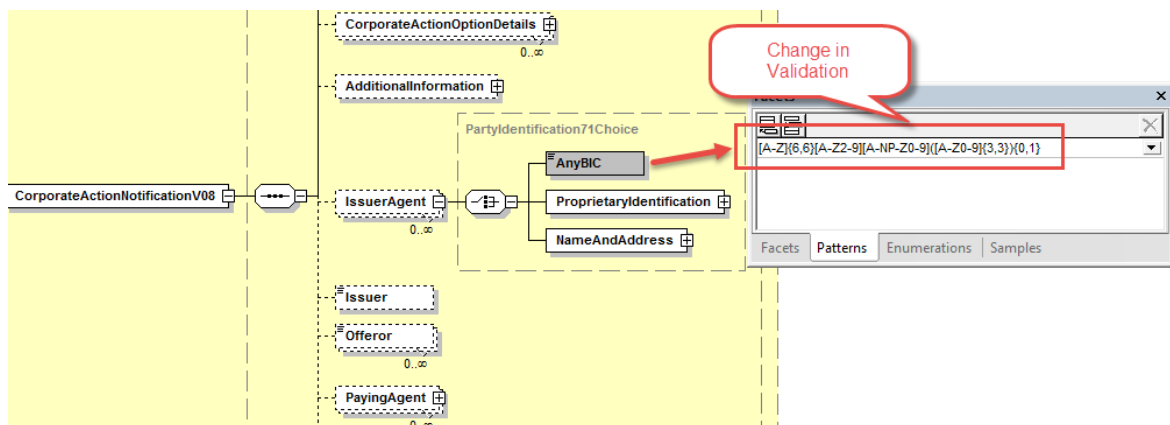 CorporateActionOptionDetails
0..∞
AdditionalInformation
Change in
Validation
Facets
PartyIdentification71Choice
[A-Z]{6,6}[A-Z2-9][A-NP-Z0-9]([A-Z0-9]{3,3}){0,1}
AnyBIC
CorporateActionNotificationV08
IssuerAgent
0..∞
ProprietaryIdentification
NameAndAddress
Facets Patterns Enumerations Samples
Issuer
Offeror
0..∞
PayingAgent
0..∞